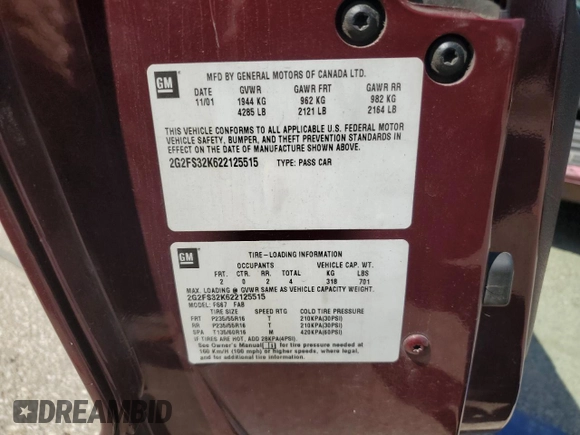 GM
MFD BY GENERAL MOTORS OF CANADA LTD.
DATE GVWR GAWR FRT GAWR RR
11/01 1944 KG 962 KG 982 KG
4285 LB 2121 LB 2164 LB
THIS VEHICLE CONFORMS TO ALL APPLICABLE U.S. FEDERAL MOTOR
VEHICLE SAFETY, BUMPER, AND THEFT PREVENTION STANDARDS
IN EFFECT ON THE DATE OF MANUFACTURE SHOWN ABOVE.
2G2FS32K622125515 TYPE: PASS CAR
GM
TIRE-LOADING INFORMATION
OCCUPANTS VEHICLE CAP. WT.
FRT. CTR. RR. TOTAL KG LBS
2 0 2 4 318 701
MAX. LOADING @ GVWR SAME AS VEHICLE CAPACITY WEIGHT.
2G2FS32K622125515
MODEL: FS67 FAB
TIRE SIZE SPEED RTG COLD TIRE PRESSURE
FRT P235/55R16 T 210KPA(30PSI)
RR P235/55R16 T 210KPA(30PSI)
SPA T135/80R16 M 420KPA(60PSI)
IF TIRES ARE HOT, ADD 28KPA(4PSI).
See Owner's Manual for tire pressure needed at
160 Km/H (100 mph) or higher speeds, where legal,
and for additional tire information.
DREAMBID